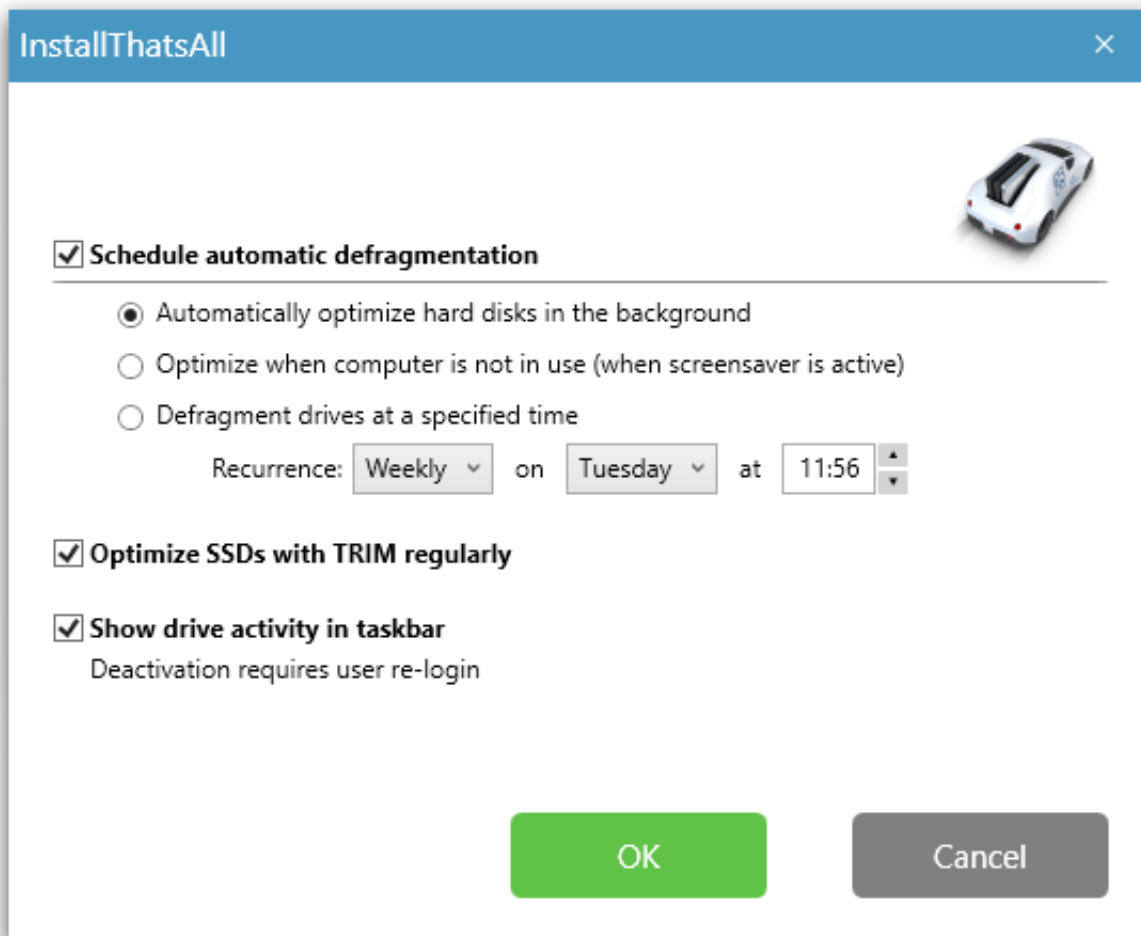 InstallThatsAll
Schedule automatic defragmentation
Automatically optimize hard disks in the background
Optimize when computer is not in use (when screensaver is active)
Defragment drives at a specified time
Recurrence: Weekly on Tuesday at 11:56
Optimize SSDs with TRIM regularly
Show drive activity in taskbar
Deactivation requires user re-login
OK Cancel